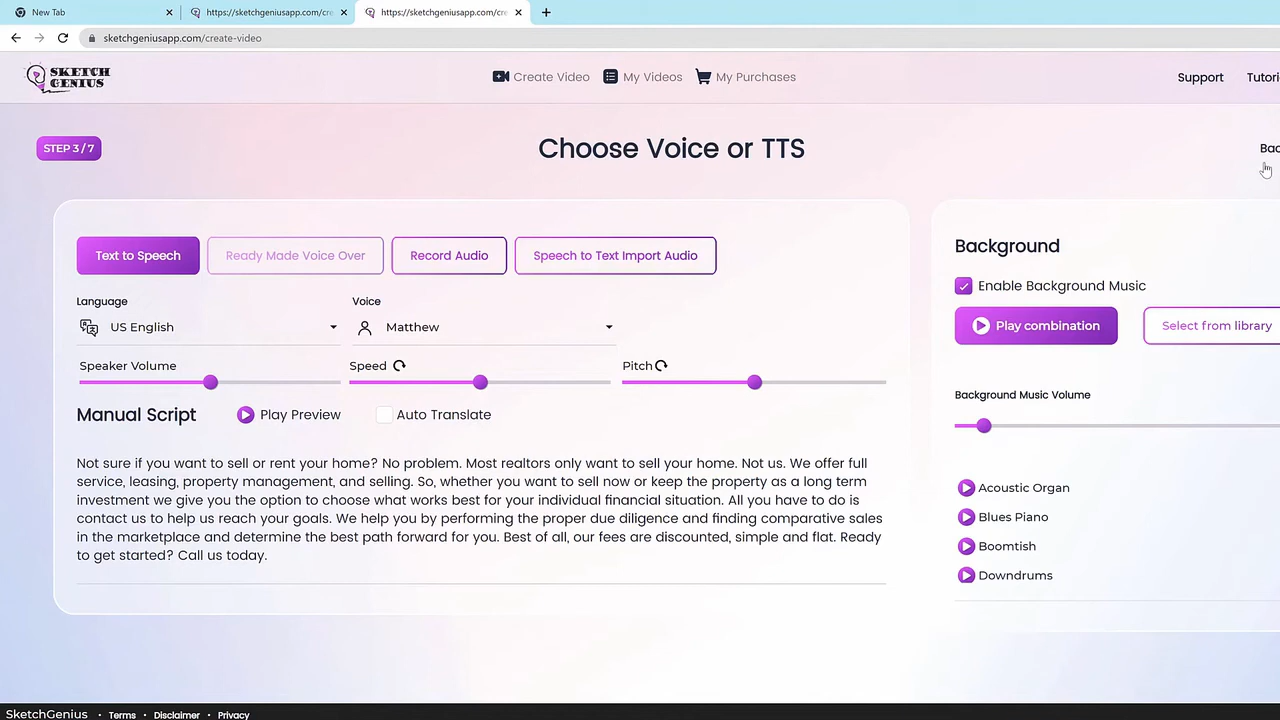 New Tab
https://sketchgeniusapp.com/cre
https://sketchgeniusapp.com/cre
sketchgeniusapp.com/create-video
SKETCH
GENIUS
Create Video
My Videos
My Purchases
Support
Tutori
STEP 3 / 7
Choose Voice or TTS
Bac
Text to Speech
Ready Made Voice Over
Record Audio
Speech to Text Import Audio
Language
Voice
US English
Matthew
Speaker Volume
Speed
Pitch
Manual Script
Play Preview
Auto Translate
Not sure if you want to sell or rent your home? No problem. Most realtors only want to sell your home. Not us. We offer full
service, leasing, property management, and selling. So, whether you want to sell now or keep the property as a long term
investment we give you the option to choose what works best for your individual financial situation. All you have to do is
contact us to help us reach your goals. We help you by performing the proper due diligence and finding comparative sales
in the marketplace and determine the best path forward for you. Best of all, our fees are discounted, simple and flat. Ready
to get started? Call us today.
Background
Enable Background Music
Play combination
Select from library
Background Music Volume
Acoustic Organ
Blues Piano
Boomtish
Downdrums
SketchGenius • Terms • Disclaimer • Privacy